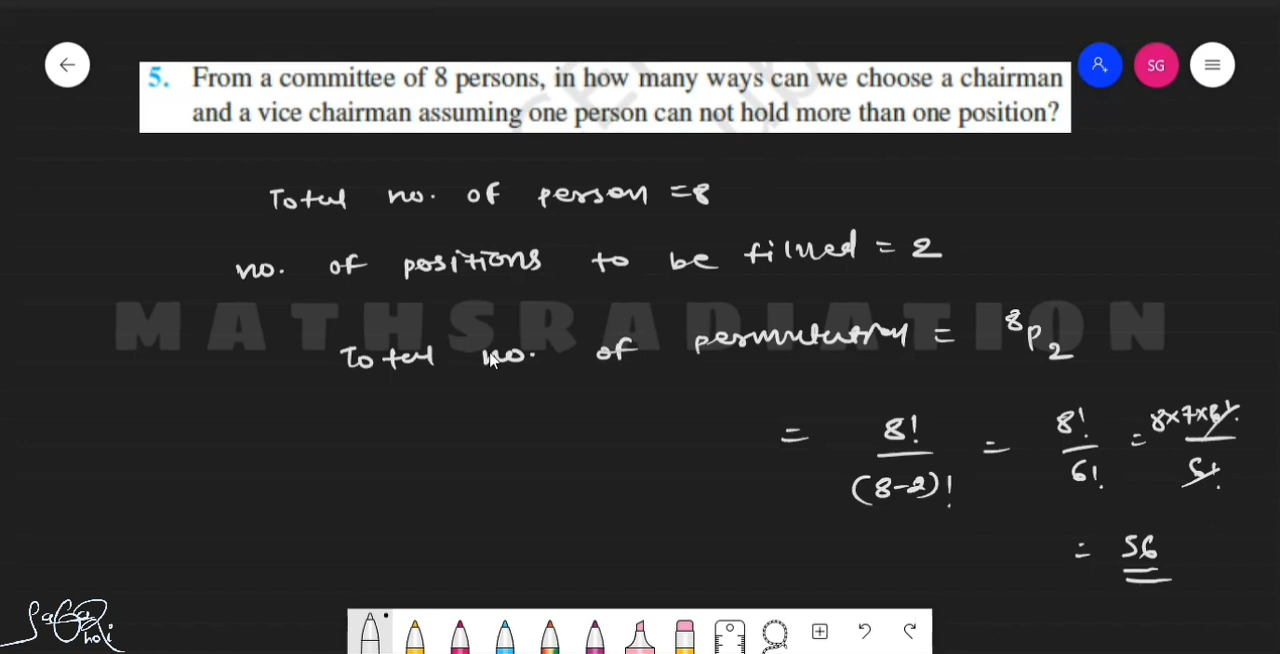 SG
5. From a committee of 8 persons, in how many ways can we choose a chairman
and a vice chairman assuming one person can not hold more than one position?
Total no. of person = 8
no. of positions to be filled = 2
MATHSRADIATION
Total no. of permutation = ⁸P₂
= 8!/(8-2)! = 8!/6! = 8×7×6!/6!
= 56